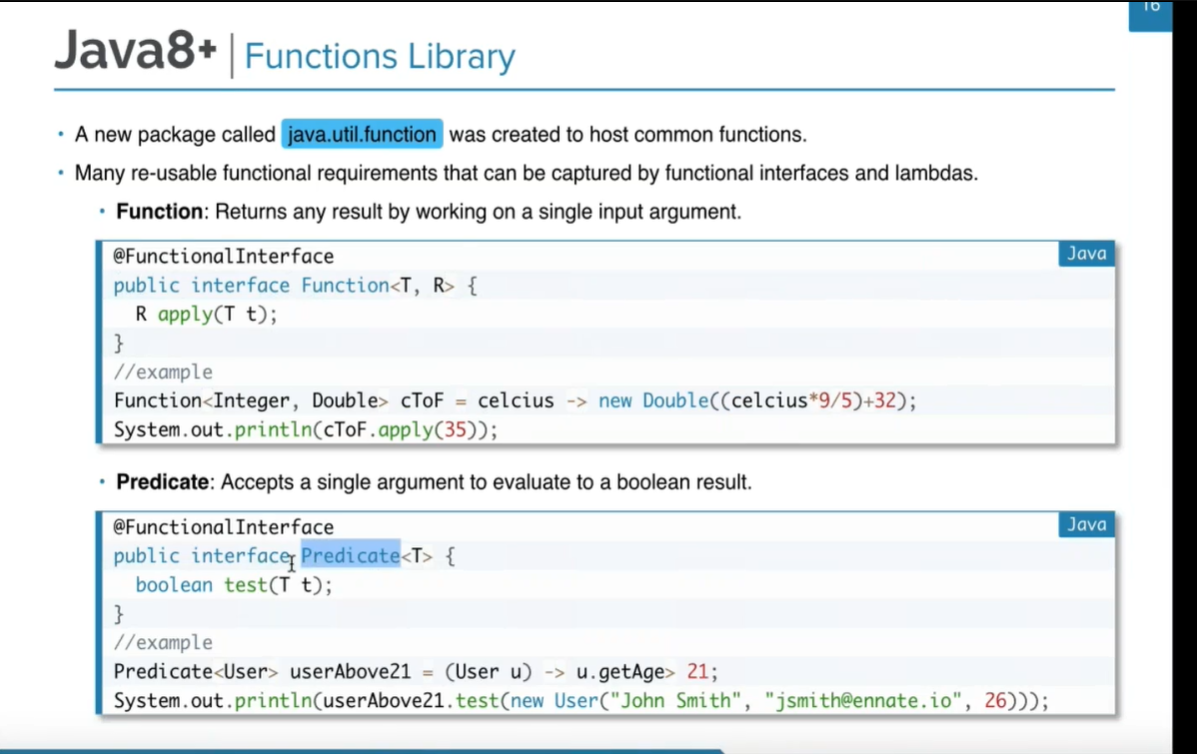 16
Java8+ | Functions Library
• A new package called java.util.function was created to host common functions.
• Many re-usable functional requirements that can be captured by functional interfaces and lambdas.
• Function: Returns any result by working on a single input argument.
Java
@FunctionalInterface
public interface Function<T, R> {
R apply(T t);
}
//example
Function<Integer, Double> cToF = celcius -> new Double((celcius*9/5)+32);
System.out.println(cToF.apply(35));
• Predicate: Accepts a single argument to evaluate to a boolean result.
Java
@FunctionalInterface
public interface Predicate<T> {
boolean test(T t);
}
//example
Predicate<User> userAbove21 = (User u) -> u.getAge> 21;
System.out.println(userAbove21.test(new User("John Smith", "jsmith@ennate.io", 26)));